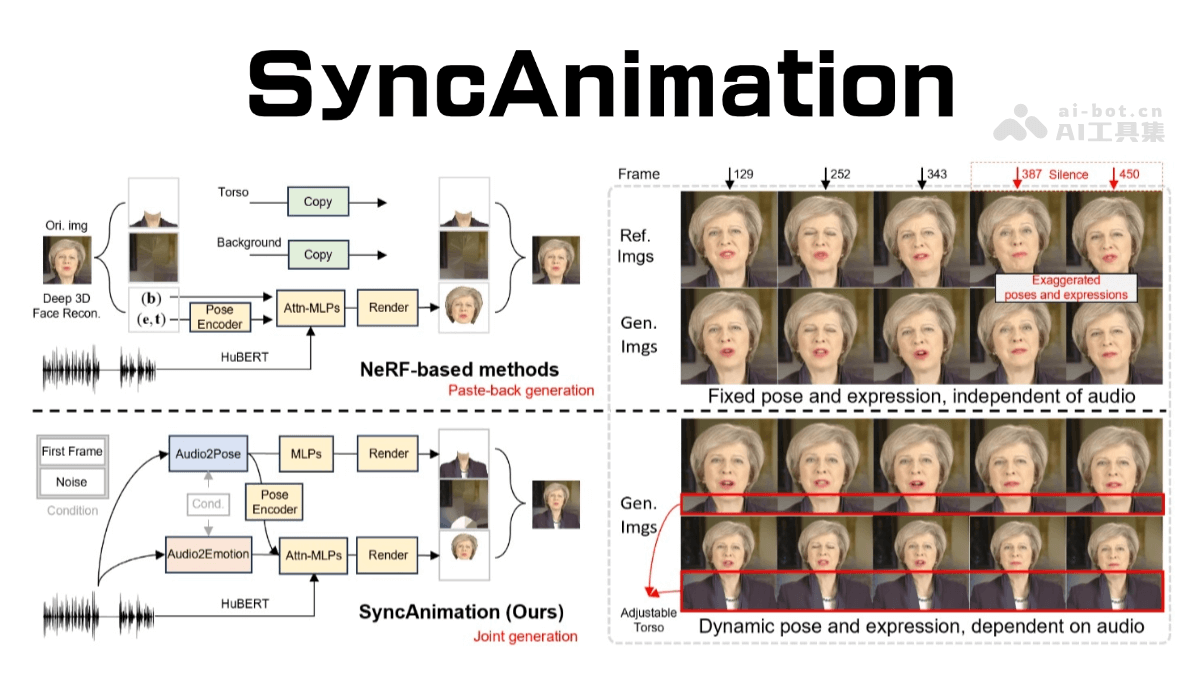 SyncAnimation
ai-bot.cn
AI工具集
Ori. img
Deep 3D
Face Recon.
Torso
Copy
Background
Copy
(b)
(e, t)
Pose
Encoder
Attn-MLPs
Render
HuBERT
NeRF-based methods
Paste-back generation
Frame
129
252
343
387
Silence
450
Ref.
Imgs
Exaggerated
poses and expressions
Gen.
Imgs
Fixed pose and expression, independent of audio
First Frame
Noise
Condition
Audio2Pose
MLPs
Render
Cond.
Pose
Encoder
Audio2Emotion
Attn-MLPs
Render
HuBERT
SyncAnimation (Ours)
Joint generation
Gen.
Imgs
Adjustable
Torso
Dynamic pose and expression, dependent on audio